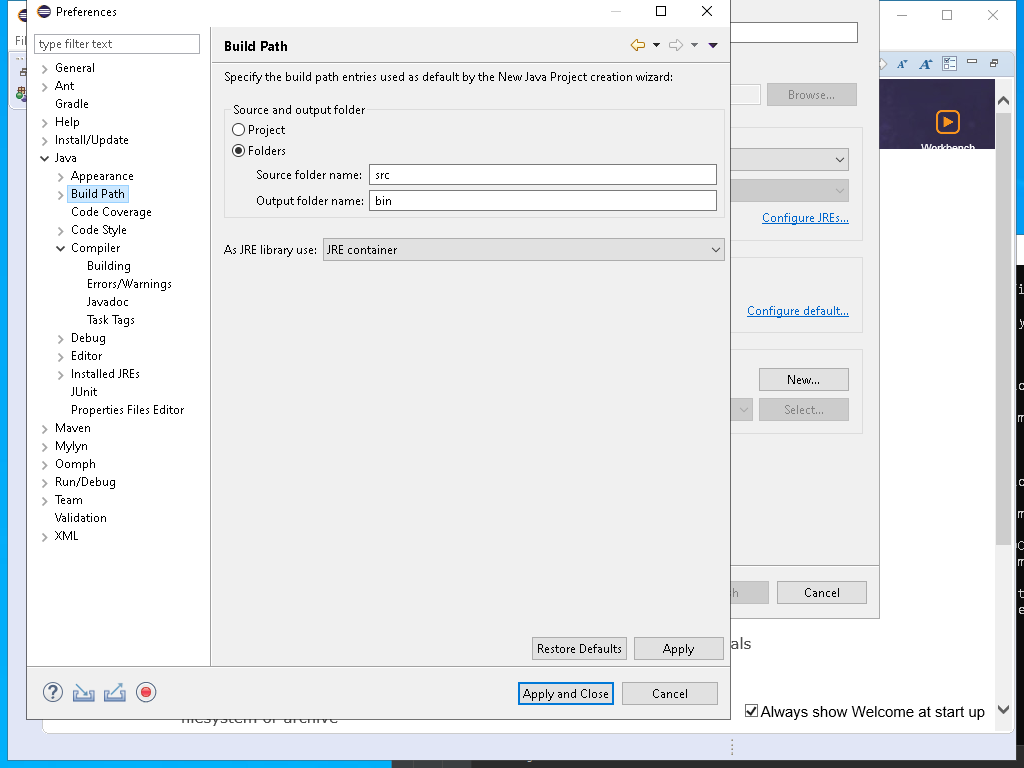 Preferences
Fil
type filter text
General
Ant
Gradle
Help
Install/Update
Java
Appearance
Build Path
Code Coverage
Code Style
Compiler
Building
Errors/Warnings
Javadoc
Task Tags
Debug
Editor
Installed JREs
JUnit
Properties Files Editor
Maven
Mylyn
Oomph
Run/Debug
Team
Validation
XML
Build Path
Specify the build path entries used as default by the New Java Project creation wizard:
Source and output folder
Project
Folders
Source folder name: src
Output folder name: bin
As JRE library use: JRE container
Restore Defaults Apply
Apply and Close Cancel
Browse...
Configure JREs...
Configure default...
New...
Select...
Cancel
Workbench
als
filesystem or archive
Always show Welcome at start up